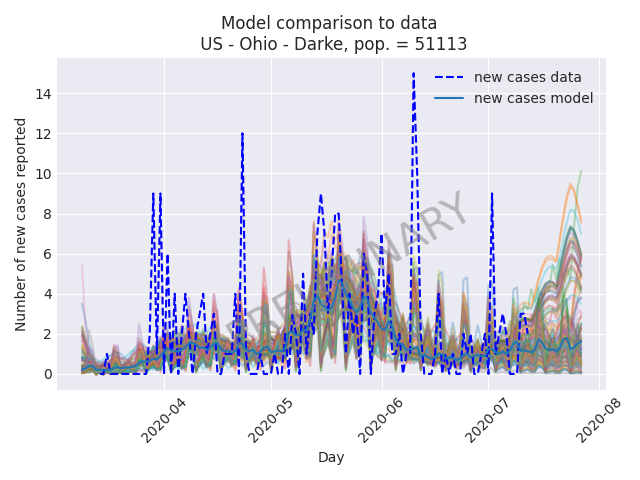 Model comparison to data
US - Ohio - Darke, pop. = 51113
new cases data
new cases model
PRELIMINARY
Number of new cases reported
14
12
10
8
6
4
2
0
2020-04
2020-05
2020-06
2020-07
2020-08
Day